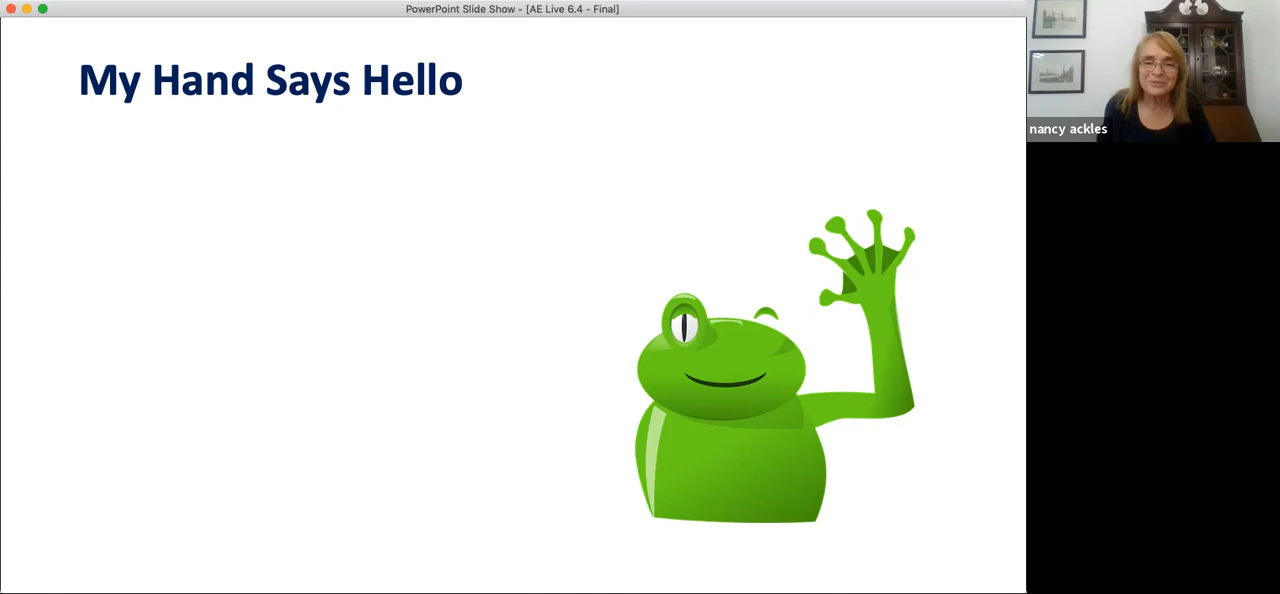 PowerPoint Slide Show - [AE Live 6.4 - Final]
My Hand Says Hello
nancy ackles